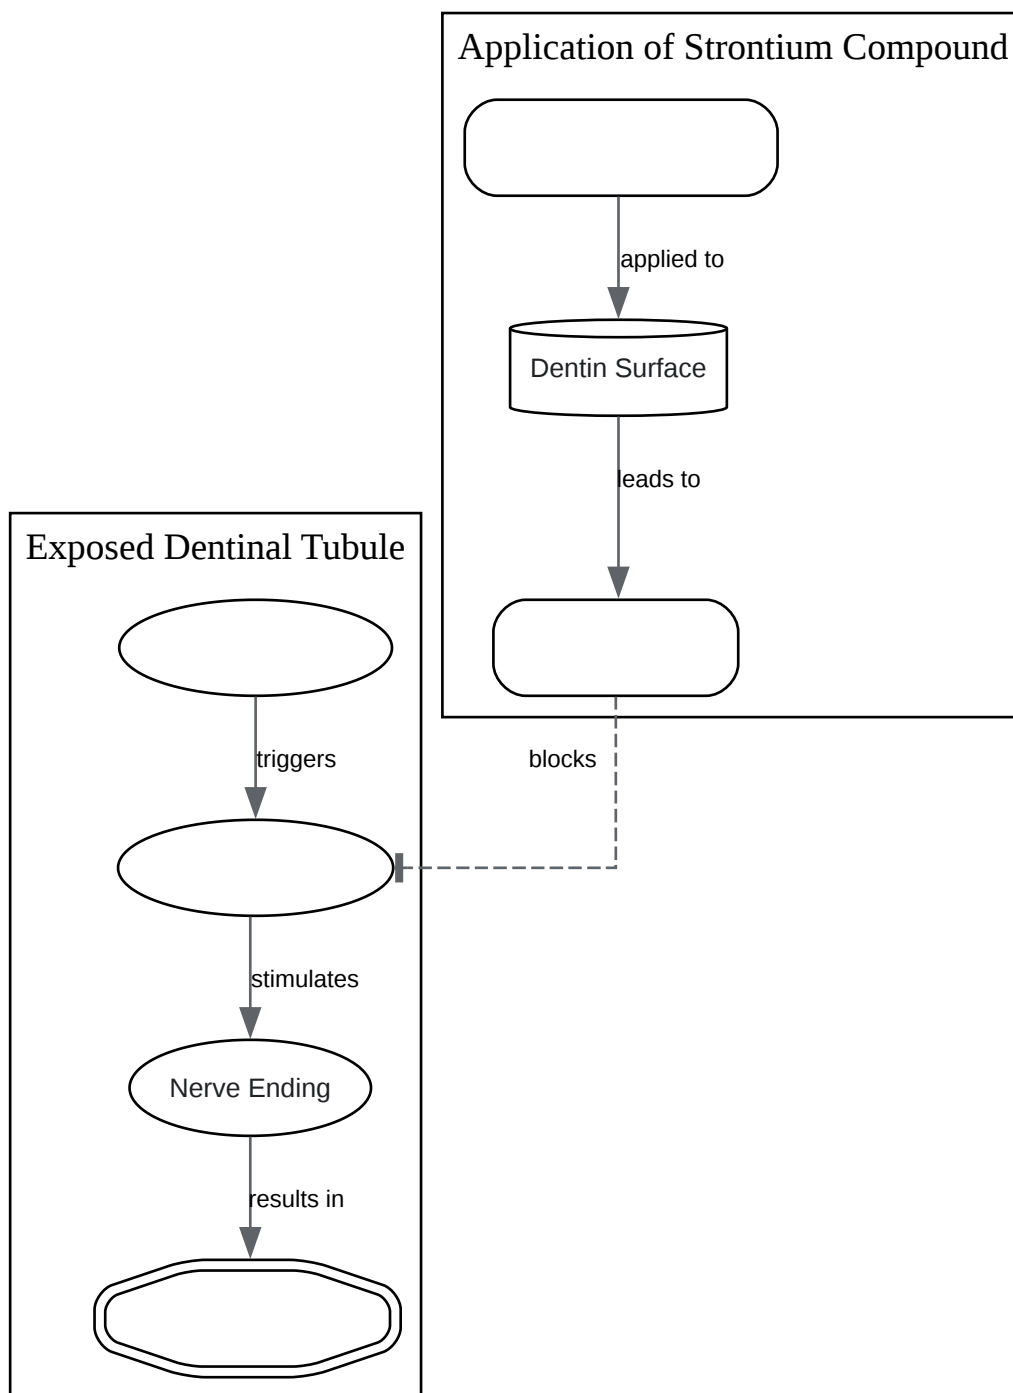 Application of Strontium Compound
applied to
Dentin Surface
leads to
Exposed Dentinal Tubule
triggers
blocks
stimulates
Nerve Ending
results in